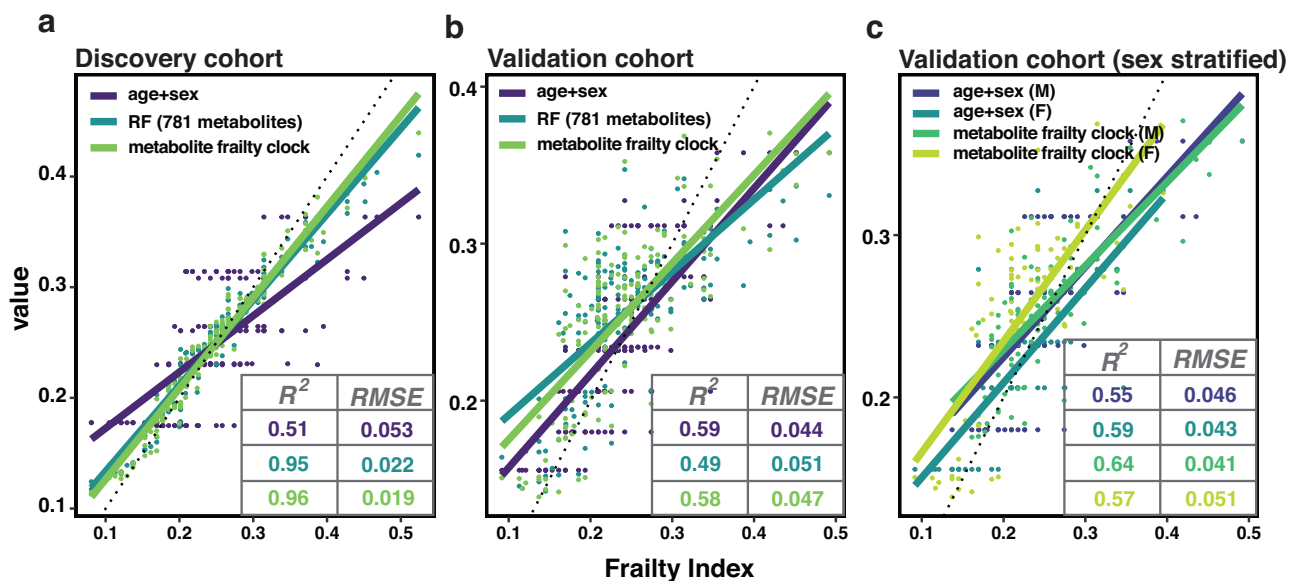 a
Discovery cohort
age+sex
RF (781 metabolites)
metabolite frailty clock
0.4
0.3
0.2
0.1
value
R² RMSE
0.51 0.053
0.95 0.022
0.96 0.019
0.1 0.2 0.3 0.4 0.5
b
Validation cohort
age+sex
RF (781 metabolites)
metabolite frailty clock
0.4
0.3
0.2
R² RMSE
0.59 0.044
0.49 0.051
0.58 0.047
0.1 0.2 0.3 0.4 0.5
Frailty Index
c
Validation cohort (sex stratified)
age+sex (M)
age+sex (F)
metabolite frailty clock (M)
metabolite frailty clock (F)
0.3
0.2
R² RMSE
0.55 0.046
0.59 0.043
0.64 0.041
0.57 0.051
0.1 0.2 0.3 0.4 0.5